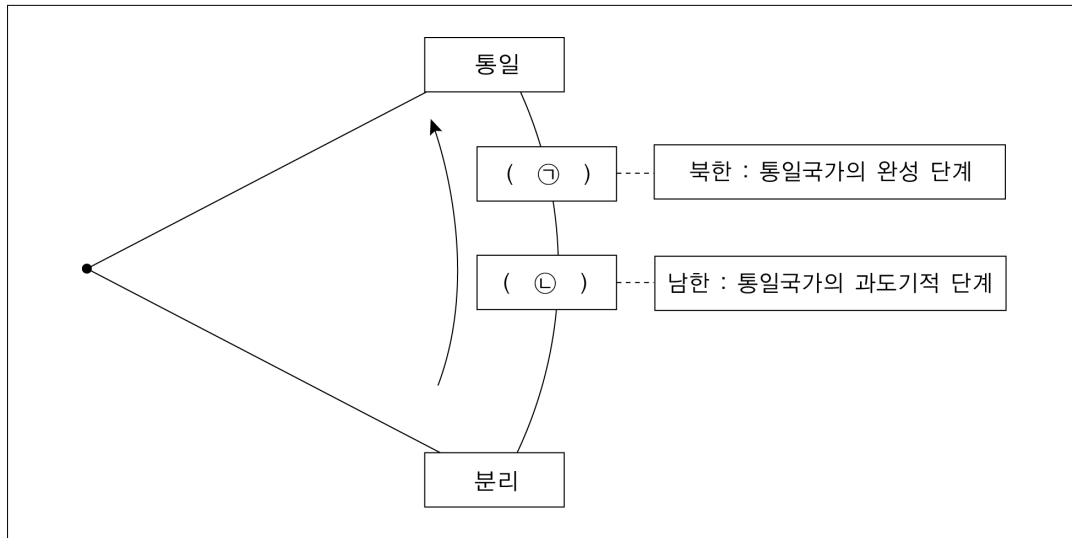 통일
( ㉠ )
북한 : 통일국가의 완성 단계
( ㉡ )
남한 : 통일국가의 과도기적 단계
분리